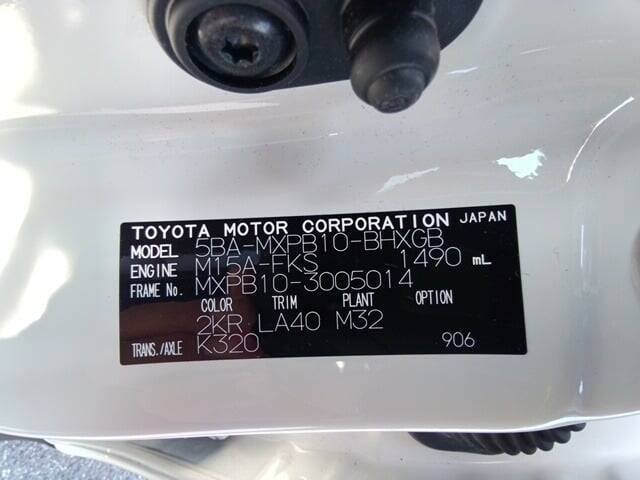 TOYOTA MOTOR CORPORATION JAPAN
MODEL 5BA-MXPB10-BHXGB
ENGINE M15A-FKS 1490 mL
FRAME No. MXPB10-3005014
COLOR TRIM PLANT OPTION
2KR LA40 M32
TRANS./AXLE K320 906